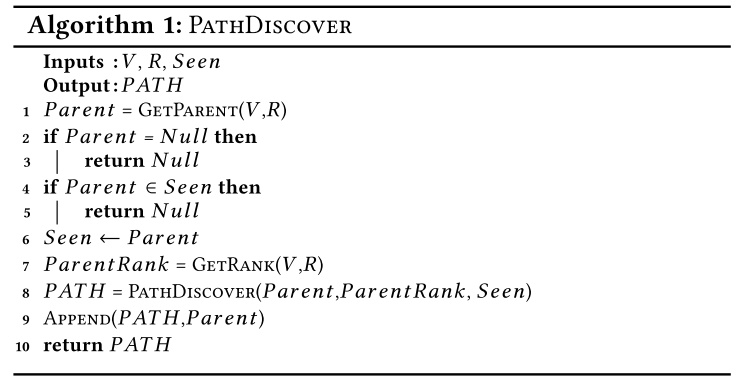 Algorithm 1: PATHDISCOVER
Inputs : V, R, Seen
Output: PATH
1 Parent = GETPARENT(V,R)
2 if Parent = Null then
3 return Null
4 if Parent ∈ Seen then
5 return Null
6 Seen ← Parent
7 ParentRank = GETRANK(V,R)
8 PATH = PATHDISCOVER(Parent,ParentRank, Seen)
9 APPEND(PATH,Parent)
10 return PATH